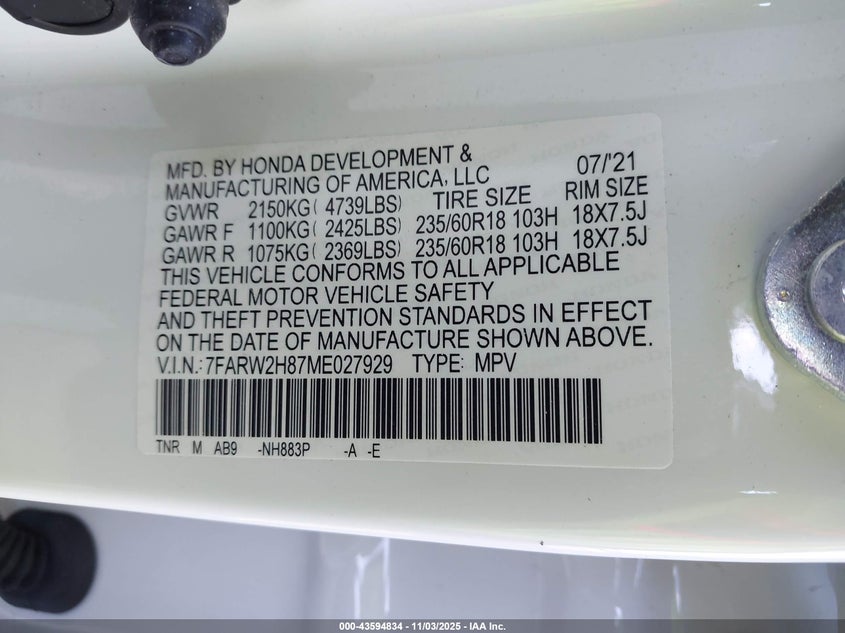 MFD. BY HONDA DEVELOPMENT & 07/'21
MANUFACTURING OF AMERICA, LLC TIRE SIZE RIM SIZE
GVWR 2150KG( 4739LBS)
GAWR F 1100KG( 2425LBS) 235/60R18 103H 18X7.5J
GAWR R 1075KG( 2369LBS) 235/60R18 103H 18X7.5J
THIS VEHICLE CONFORMS TO ALL APPLICABLE
FEDERAL MOTOR VEHICLE SAFETY
AND THEFT PREVENTION STANDARDS IN EFFECT
ON THE DATE OF MANUFACTURE SHOWN ABOVE.
V.I.N.: 7FARW2H87ME027929 TYPE: MPV
TNR M AB9 -NH883P -A -E
000-43594834 - 11/03/2025 - IAA Inc.